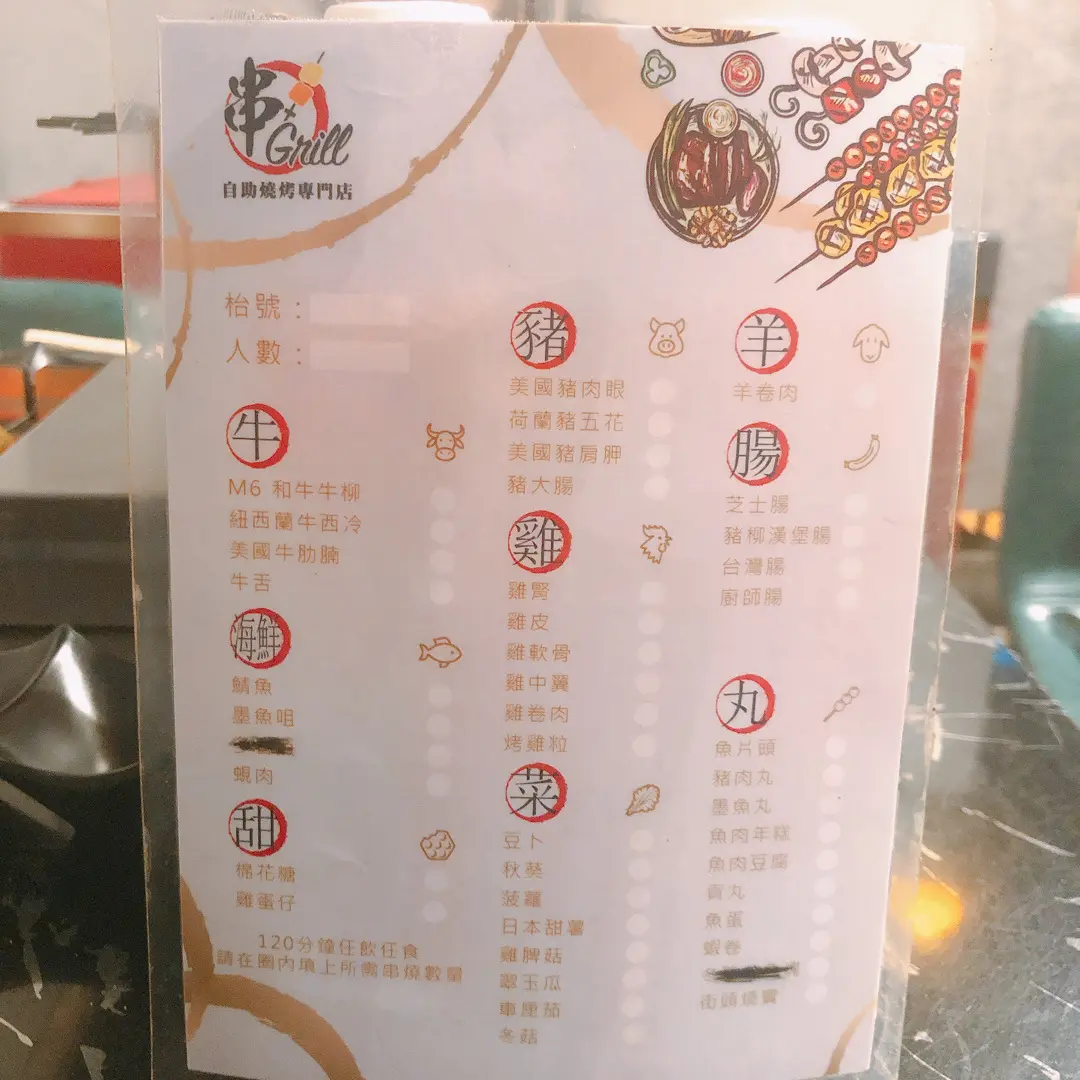 串
Grill
自助燒烤專門店
枱號：
人數：
牛
M6 和牛牛柳
紐西蘭牛西冷
美國牛肋腩
牛舌
海鮮
鯖魚
墨魚咀
蜆肉
甜
棉花糖
雞蛋仔
120分鐘任飲任食
請在圈內填上所需串燒數量
豬
美國豬肉眼
荷蘭豬五花
美國豬肩胛
豬大腸
雞
雞腎
雞皮
雞軟骨
雞中翼
雞卷肉
烤雞粒
菜
豆卜
秋葵
菠蘿
日本甜薯
雞脾菇
翠玉瓜
車厘茄
冬菇
羊
羊卷肉
腸
芝士腸
豬柳漢堡腸
台灣腸
廚師腸
丸
魚片頭
豬肉丸
墨魚丸
魚肉年糕
魚肉豆腐
貢丸
魚蛋
蝦卷
街頭燒賣